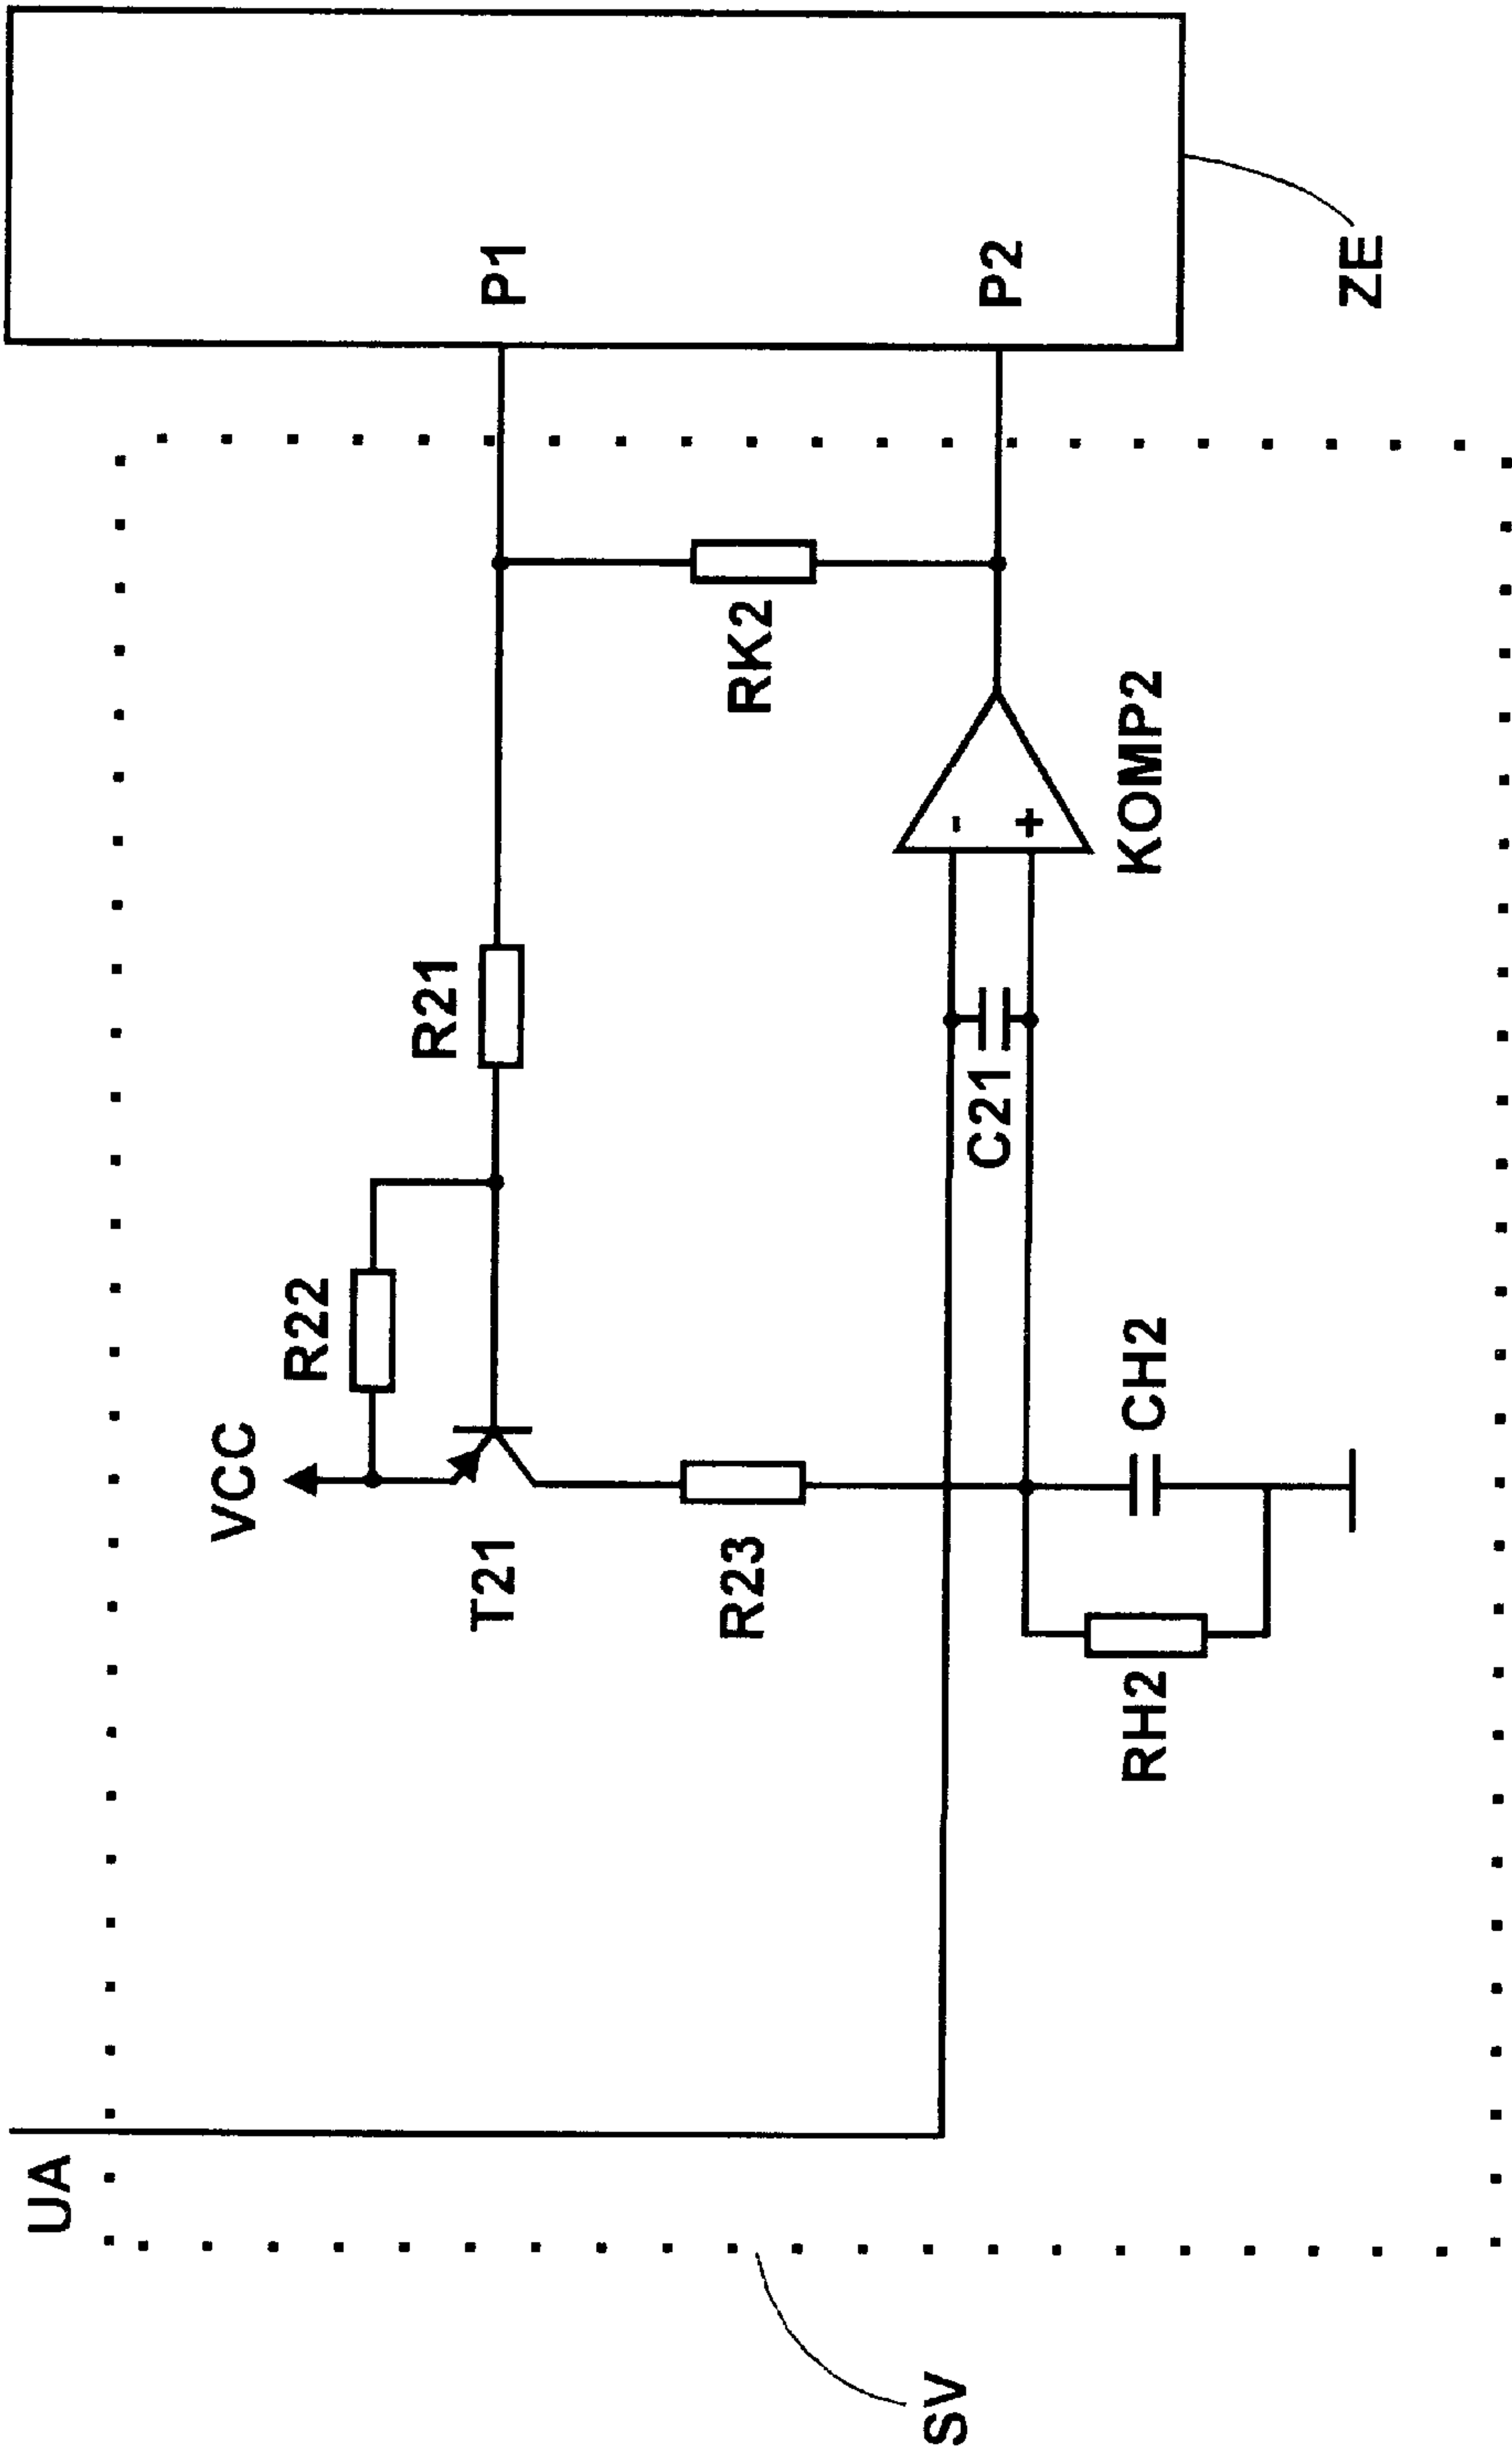 UA
VCC
R22
R21
P1
T21
R23
RK2
P2
C21
KOMP2
RH2
CH2
SV
ZE
-
+